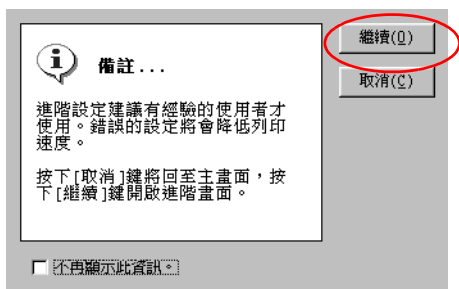 備註...
進階設定建議有經驗的使用者才
使用。錯誤的設定將會降低列印
速度。
按下[取消]鍵將回至主畫面，按
下[繼續]鍵開啟進階畫面。
繼續(O)
取消(C)
不再顯示此資訊。